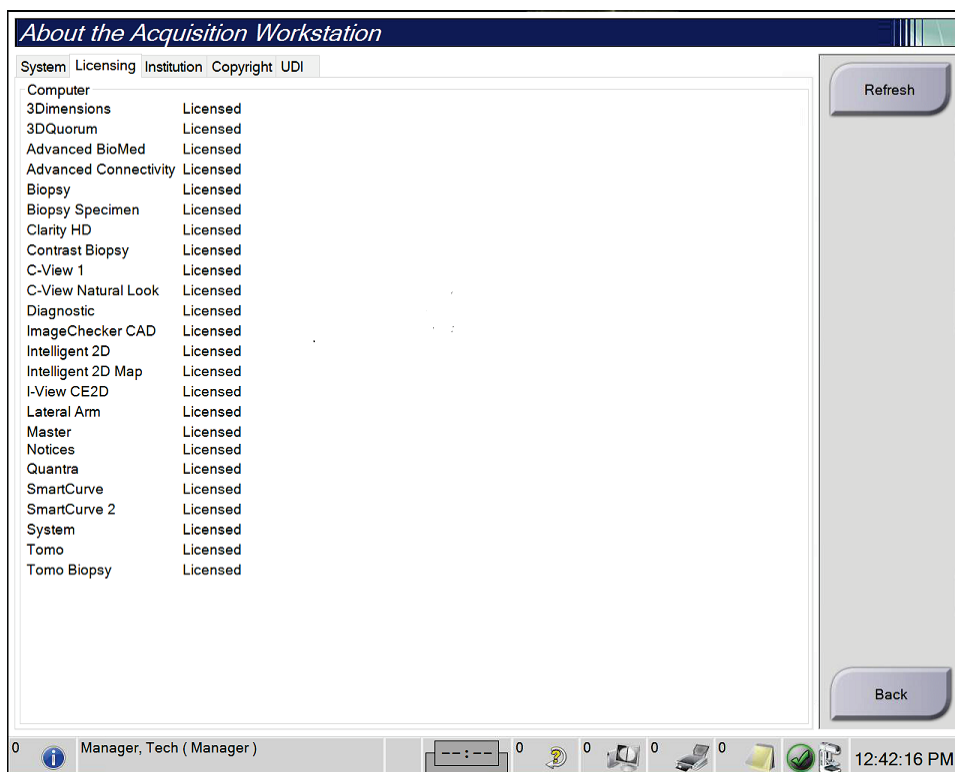 About the Acquisition Workstation
System Licensing Institution Copyright UDI
Refresh
Computer
3Dimensions Licensed
3DQuorum Licensed
Advanced BioMed Licensed
Advanced Connectivity Licensed
Biopsy Licensed
Biopsy Specimen Licensed
Clarity HD Licensed
Contrast Biopsy Licensed
C-View 1 Licensed
C-View Natural Look Licensed
Diagnostic Licensed
ImageChecker CAD Licensed
Intelligent 2D Licensed
Intelligent 2D Map Licensed
I-View CE2D Licensed
Lateral Arm Licensed
Master Licensed
Notices Licensed
Quantra Licensed
SmartCurve Licensed
SmartCurve 2 Licensed
System Licensed
Tomo Licensed
Tomo Biopsy Licensed
Back
0 Manager, Tech ( Manager ) --:-- 0 0 0 0 12:42:16 PM